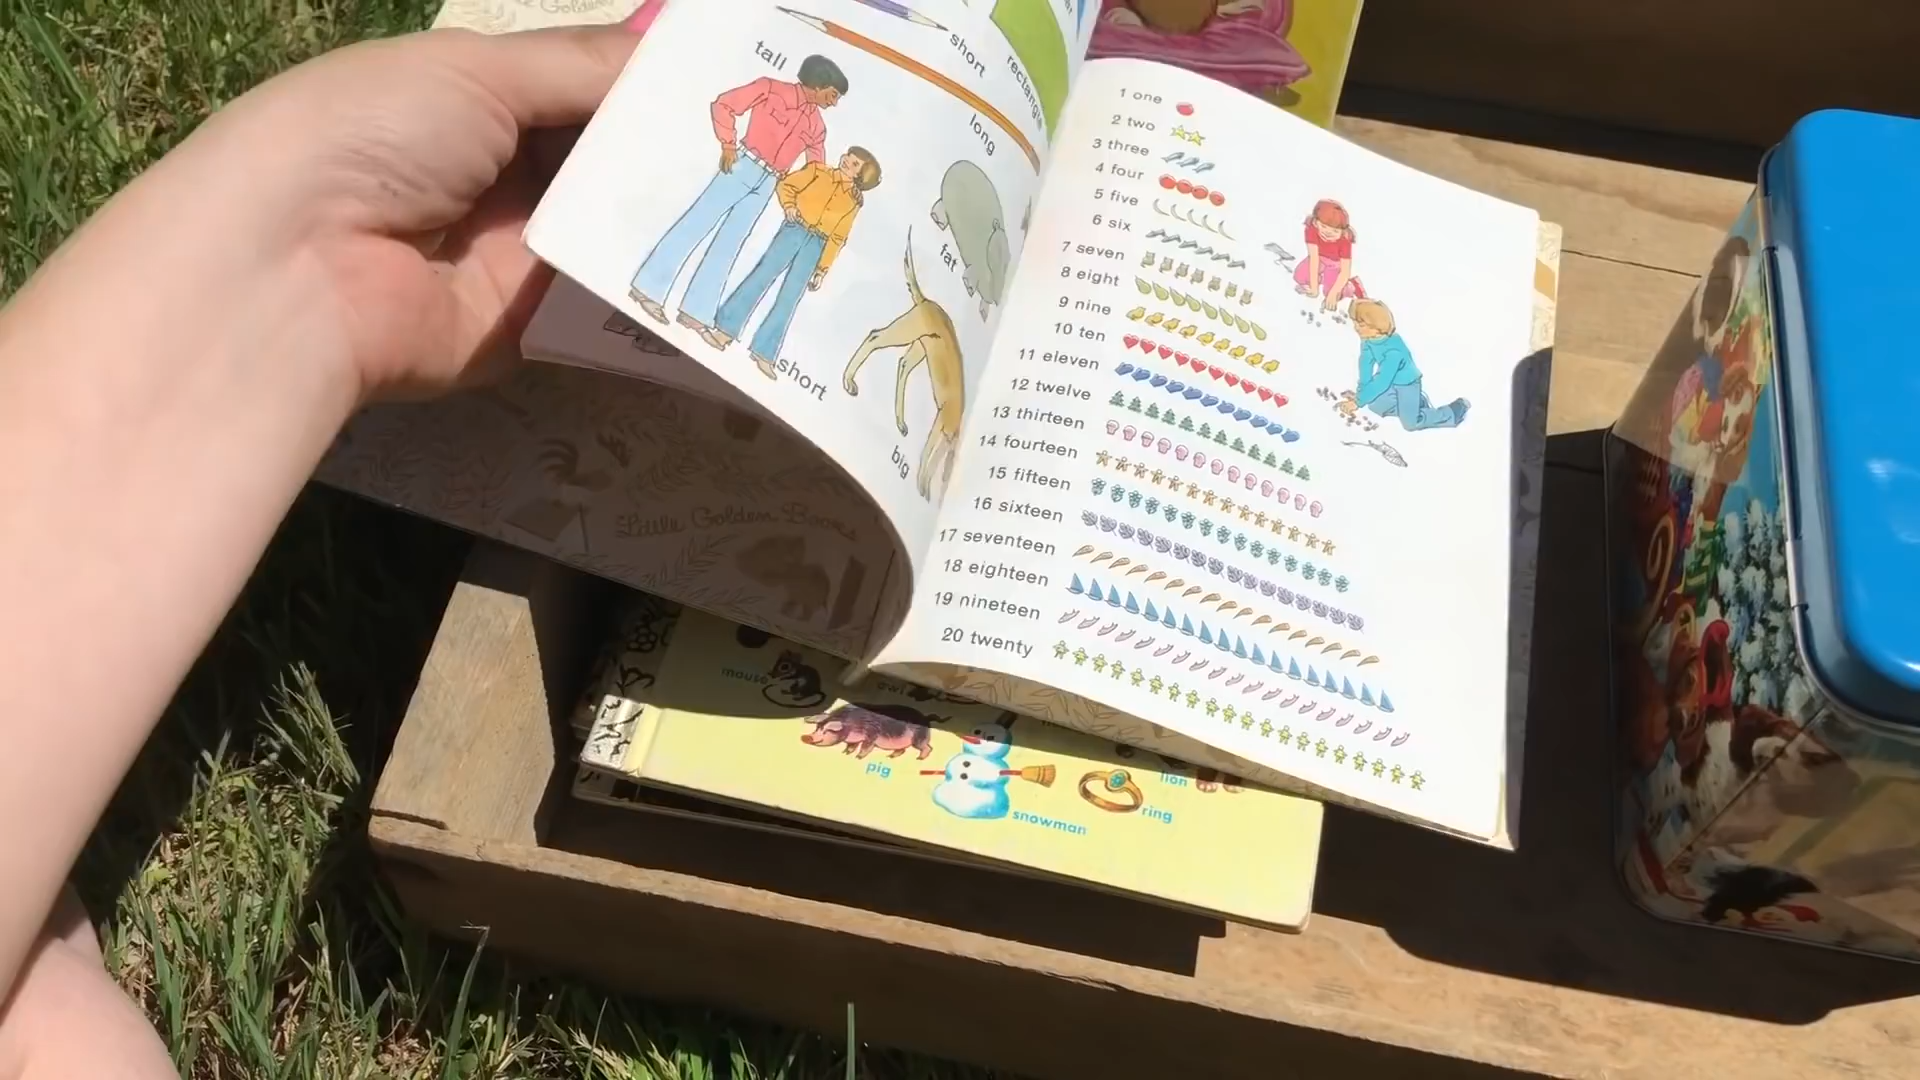 tall
short
long
rectangle
fat
short
big
1 one
2 two
3 three
4 four
5 five
6 six
7 seven
8 eight
9 nine
10 ten
11 eleven
12 twelve
13 thirteen
14 fourteen
15 fifteen
16 sixteen
17 seventeen
18 eighteen
19 nineteen
20 twenty
Little Golden Books
mouse
owl
pig
snowman
ring
lion